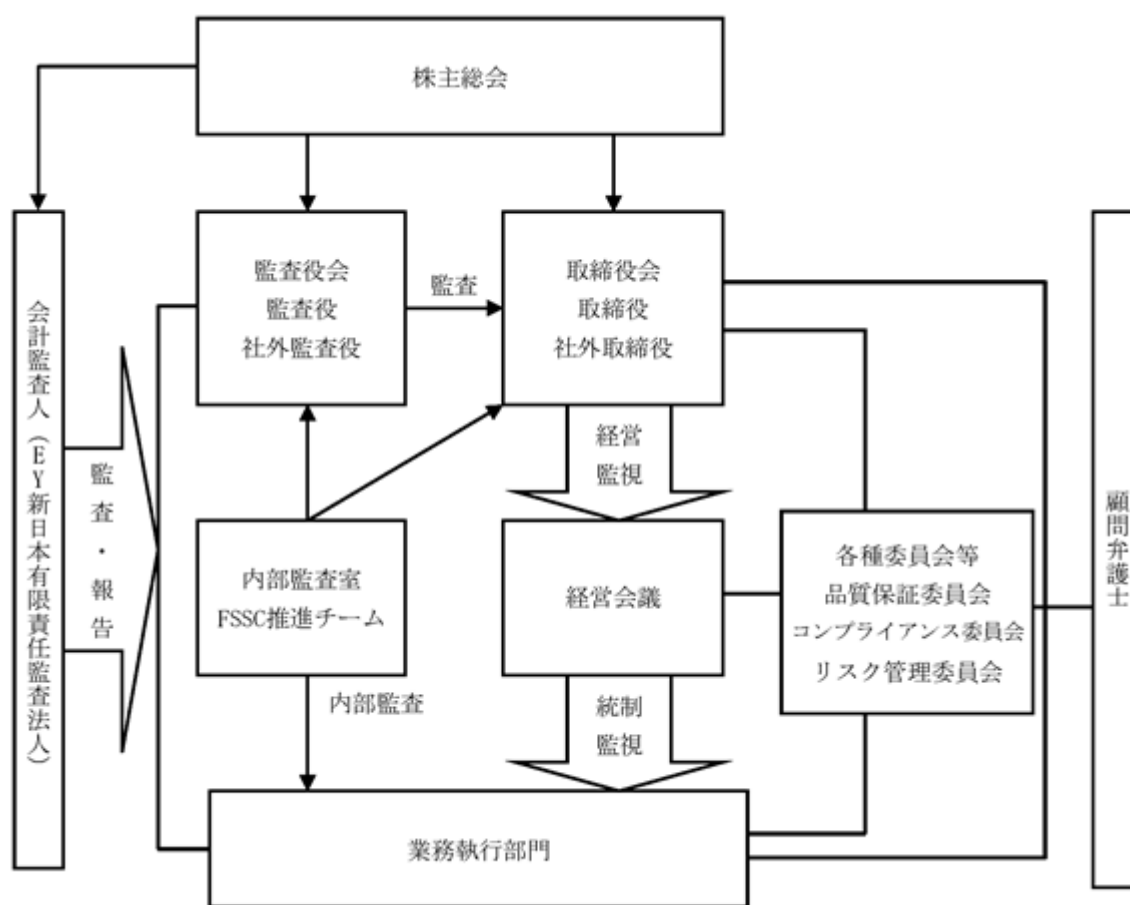 株主総会
監査役会
監査役
社外監査役
監査
取締役会
取締役
社外取締役
会計監査人（EY新日本有限責任監査法人）
監査・報告
経営
監視
内部監査室
FSSC推進チーム
経営会議
各種委員会等
品質保証委員会
コンプライアンス委員会
リスク管理委員会
顧問弁護士
内部監査
統制
監視
業務執行部門